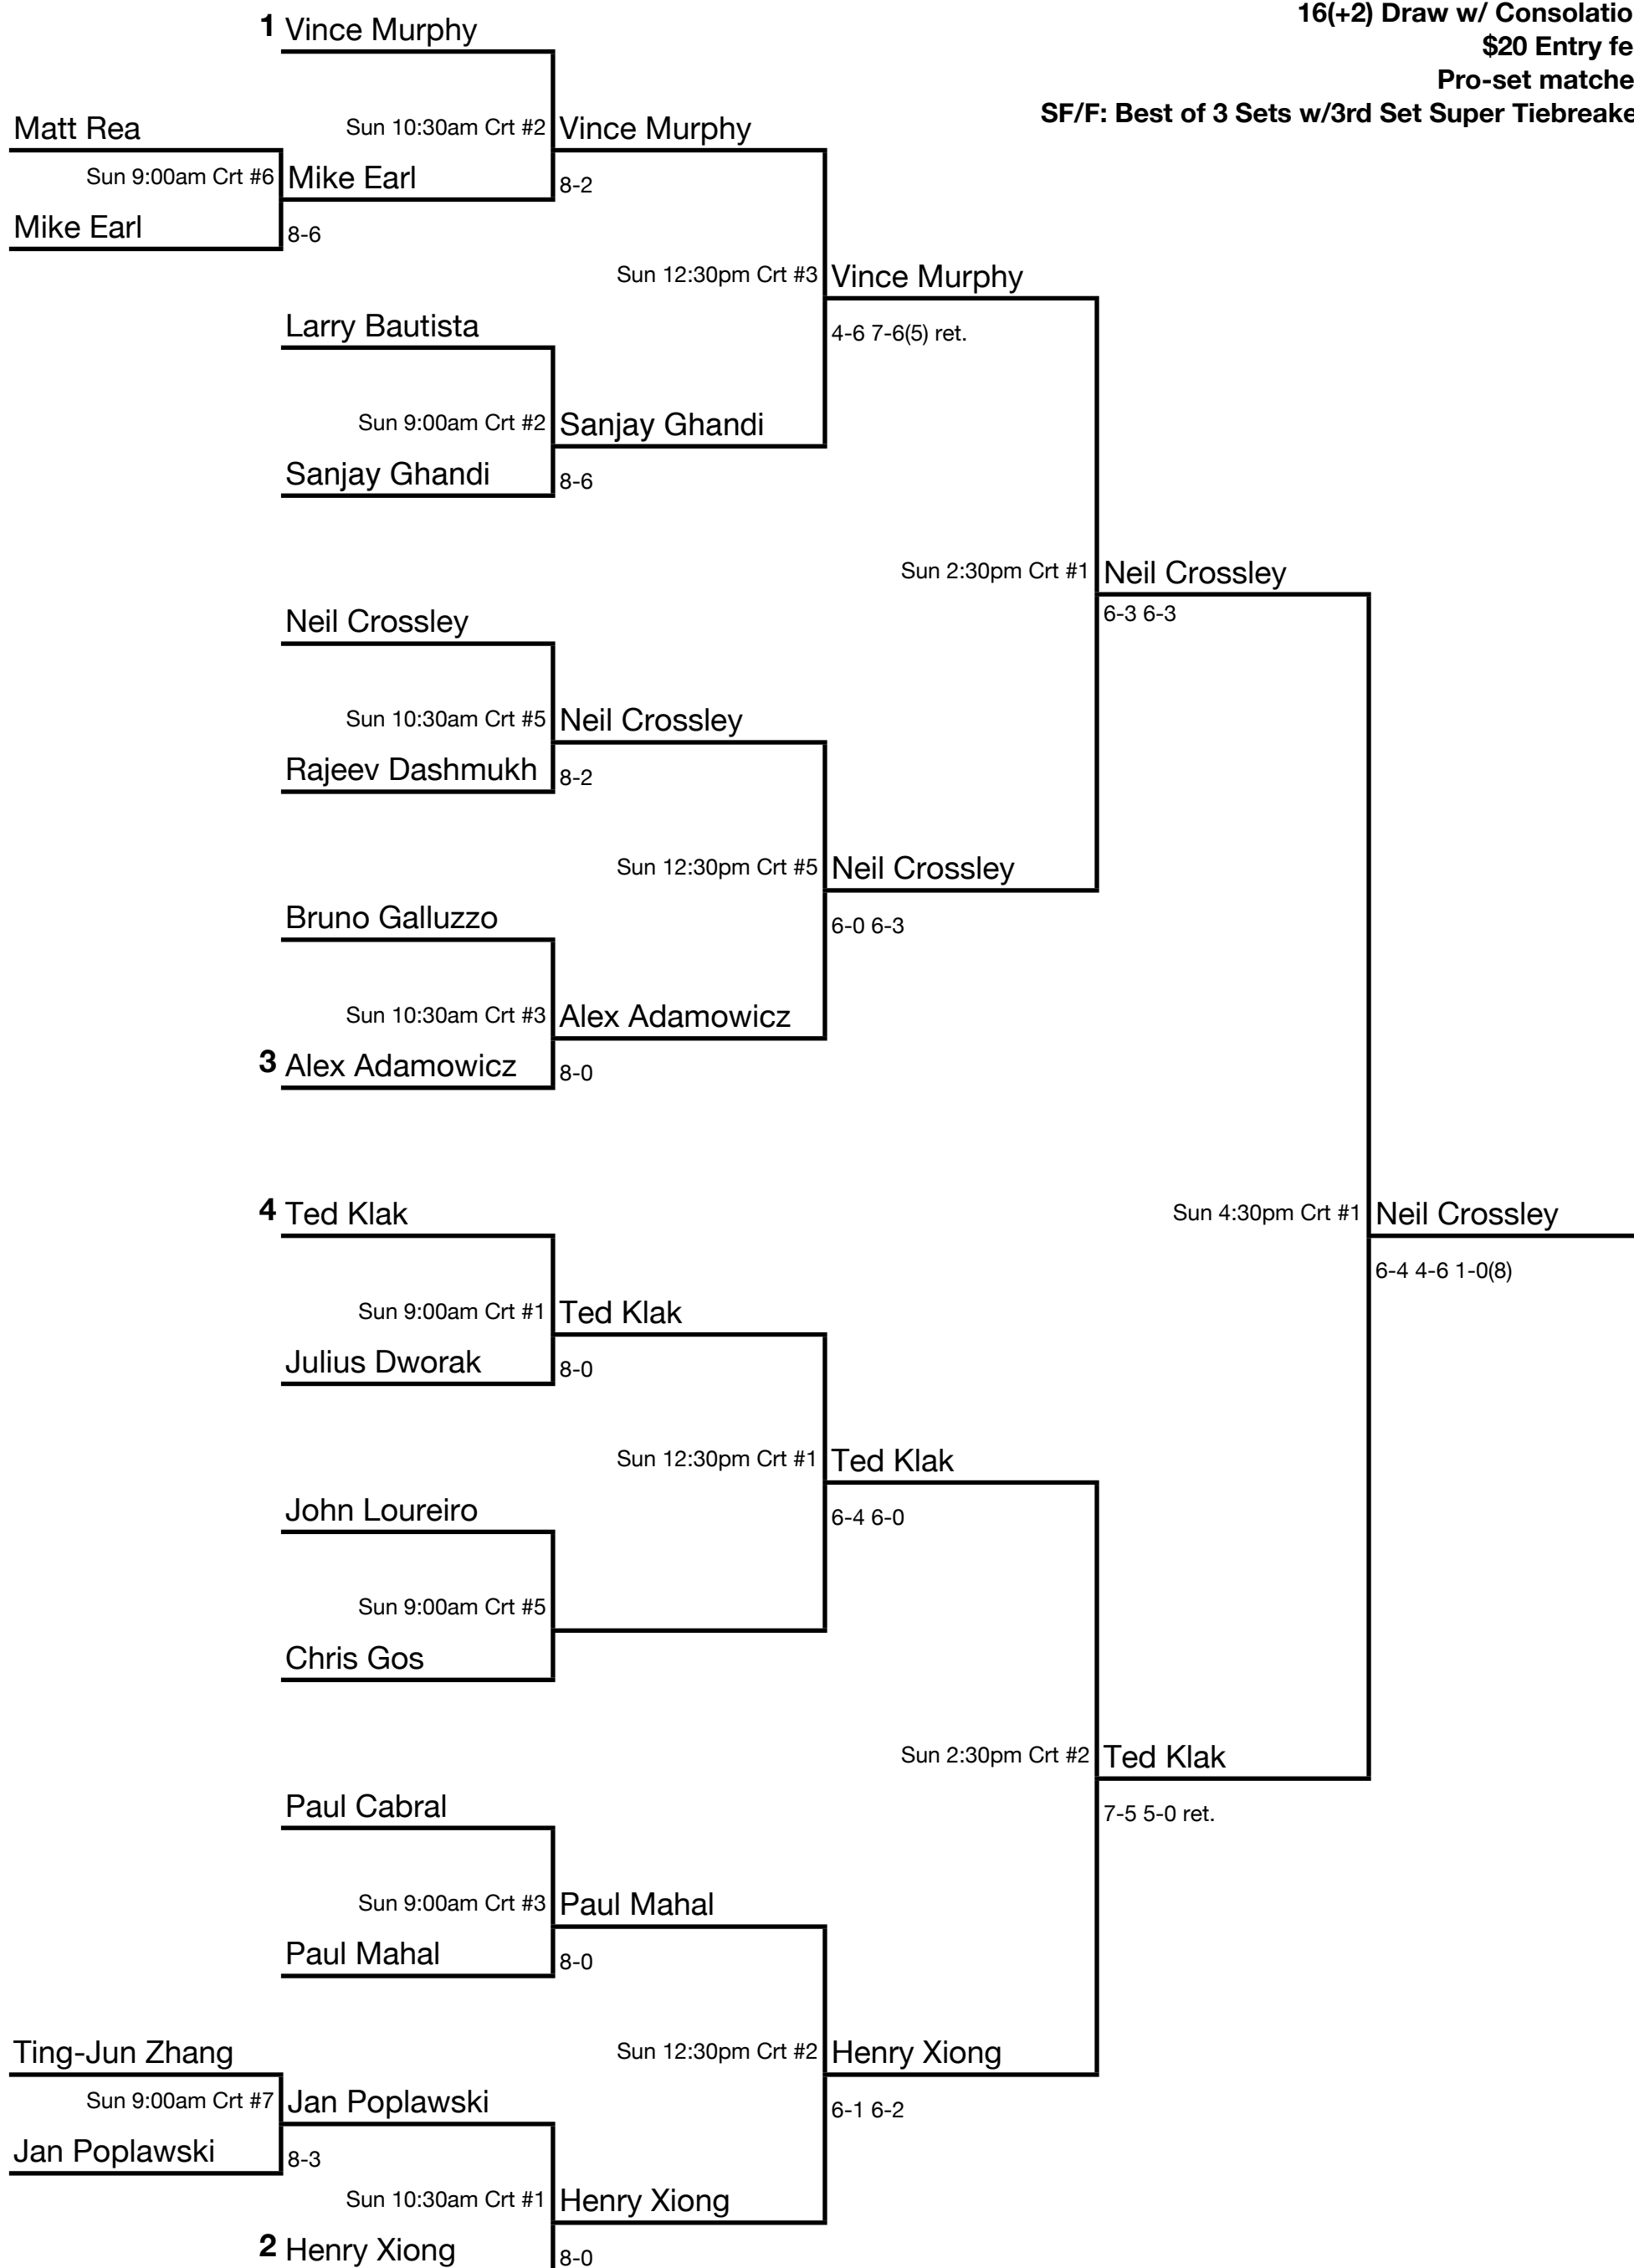 16(+2) Draw w/ Consolatio
$20 Entry fe
Pro-set matche
SF/F: Best of 3 Sets w/3rd Set Super Tiebreake
1 Vince Murphy
Matt Rea
Sun 10:30am Crt #2
Vince Murphy
Sun 9:00am Crt #6
Mike Earl
8-2
Mike Earl
8-6
Sun 12:30pm Crt #3
Vince Murphy
Larry Bautista
4-6 7-6(5) ret.
Sun 9:00am Crt #2
Sanjay Ghandi
Sanjay Ghandi
8-6
Sun 2:30pm Crt #1
Neil Crossley
Neil Crossley
6-3 6-3
Sun 10:30am Crt #5
Neil Crossley
Rajeev Dashmukh
8-2
Sun 12:30pm Crt #5
Neil Crossley
Bruno Galluzzo
6-0 6-3
Sun 10:30am Crt #3
Alex Adamowicz
3 Alex Adamowicz
8-0
4 Ted Klak
Sun 4:30pm Crt #1
Neil Crossley
6-4 4-6 1-0(8)
Sun 9:00am Crt #1
Ted Klak
Julius Dworak
8-0
Sun 12:30pm Crt #1
Ted Klak
John Loureiro
6-4 6-0
Sun 9:00am Crt #5
Chris Gos
Sun 2:30pm Crt #2
Ted Klak
Paul Cabral
7-5 5-0 ret.
Sun 9:00am Crt #3
Paul Mahal
Paul Mahal
8-0
Ting-Jun Zhang
Sun 12:30pm Crt #2
Henry Xiong
Sun 9:00am Crt #7
Jan Poplawski
6-1 6-2
Jan Poplawski
8-3
Sun 10:30am Crt #1
Henry Xiong
2 Henry Xiong
8-0